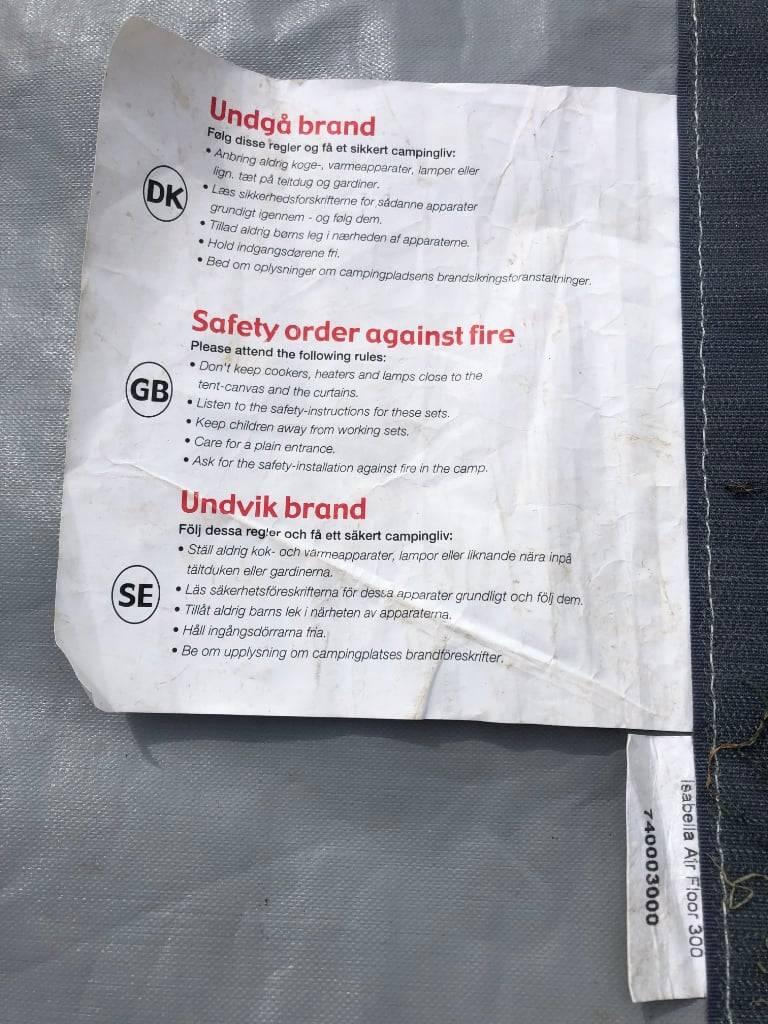 Undgå brand
Følg disse regler og få et sikkert campingliv:
• Anbring aldrig koge-, varmeapparater, lamper eller
lign. tæt på teltdug og gardiner.
DK
• Læs sikkerhedsforskrifterne for sådanne apparater
grundigt igennem - og følg dem.
• Tillad aldrig børns leg i nærheden af apparaterne.
• Hold indgangsdørene fri.
• Bed om oplysninger om campingpladsens brandsikringsforanstaltninger.
Safety order against fire
Please attend the following rules:
• Don't keep cookers, heaters and lamps close to the
tent-canvas and the curtains.
GB
• Listen to the safety-instructions for these sets.
• Keep children away from working sets.
• Care for a plain entrance.
• Ask for the safety-installation against fire in the camp.
Undvik brand
Följ dessa regler och få ett säkert campingliv:
• Ställ aldrig kok- och värmeapparater, lampor eller liknande nära inpå
tältduken eller gardinerna.
SE
• Läs säkerhetsföreskrifterna för dessa apparater grundligt och följ dem.
• Tillåt aldrig barns lek i närheten av apparaterna.
• Håll ingångsdörrarna fria.
• Be om upplysning om campingplatses brandföreskrifter.
Isabella Air Floor 300
740003000